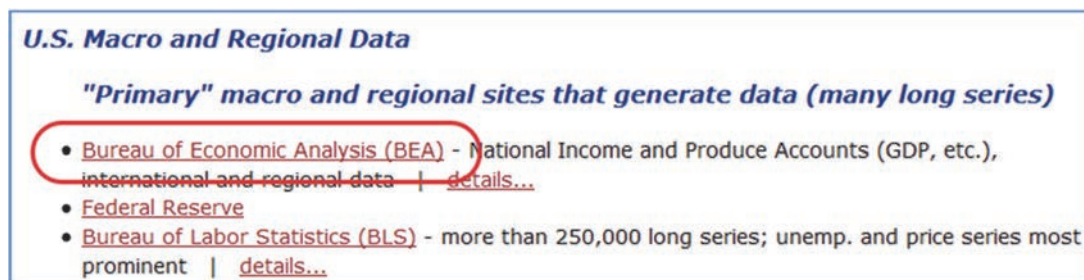 U.S. Macro and Regional Data
"Primary" macro and regional sites that generate data (many long series)
• Bureau of Economic Analysis (BEA) - National Income and Produce Accounts (GDP, etc.),
international and regional data | details...
• Federal Reserve
• Bureau of Labor Statistics (BLS) - more than 250,000 long series; unemp. and price series most
prominent | details...